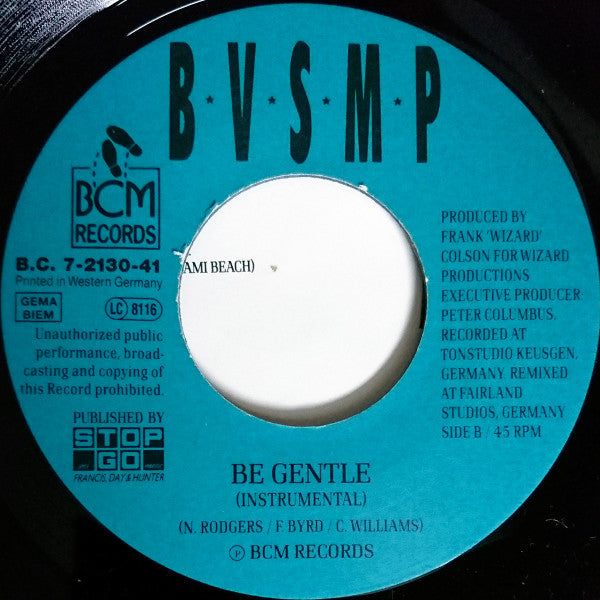 B★V★S★M★P
BCM
RECORDS
B.C. 7-2130-41
Printed in Western Germany
GEMA
BIEM
LC 8116
Unauthorized public
performance, broad-
casting and copying of
this Record prohibited.
PUBLISHED BY
STOP
GO
FRANCIS, DAY & HUNTER
AMI BEACH)
PRODUCED BY
FRANK 'WIZARD'
COLSON FOR WIZARD
PRODUCTIONS
EXECUTIVE PRODUCER:
PETER COLUMBUS,
RECORDED AT
TONSTUDIO KEUSGEN,
GERMANY. REMIXED
AT FAIRLAND
STUDIOS, GERMANY
SIDE B / 45 RPM
BE GENTLE
(INSTRUMENTAL)
(N. RODGERS / F. BYRD / C. WILLIAMS)
℗ BCM RECORDS